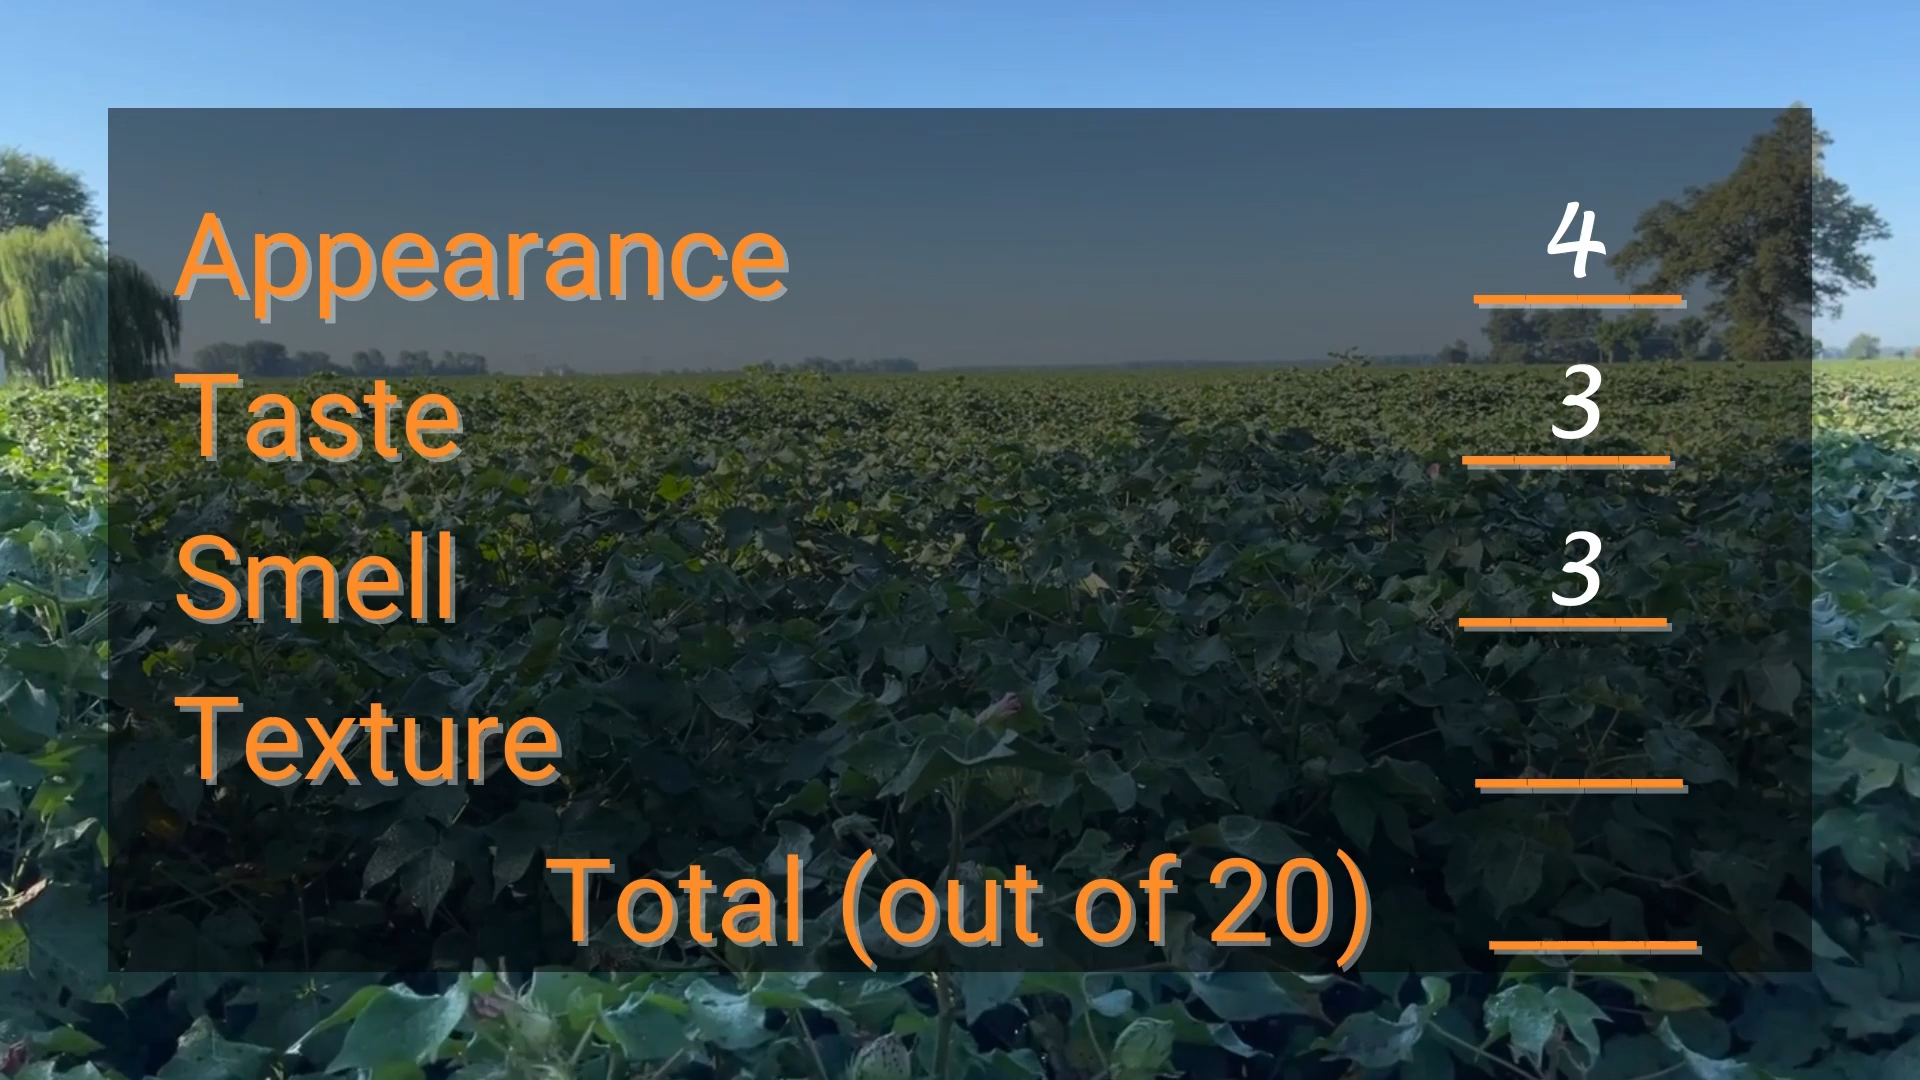 Appearance 4
Taste 3
Smell 3
Texture
Total (out of 20)